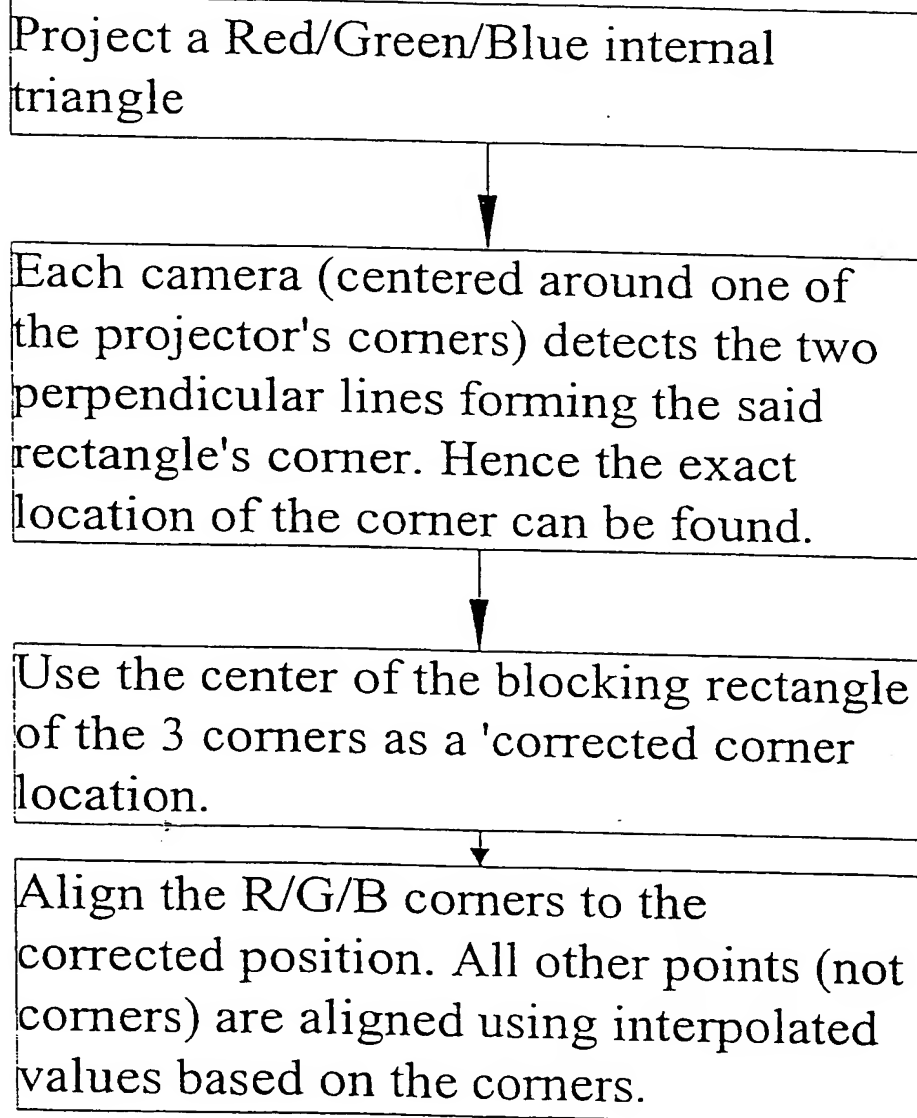 Project a Red/Green/Blue internal
triangle
Each camera (centered around one of
the projector's corners) detects the two
perpendicular lines forming the said
rectangle's corner. Hence the exact
location of the corner can be found.
Use the center of the blocking rectangle
of the 3 corners as a 'corrected corner
location.
Align the R/G/B corners to the
corrected position. All other points (not
corners) are aligned using interpolated
values based on the corners.